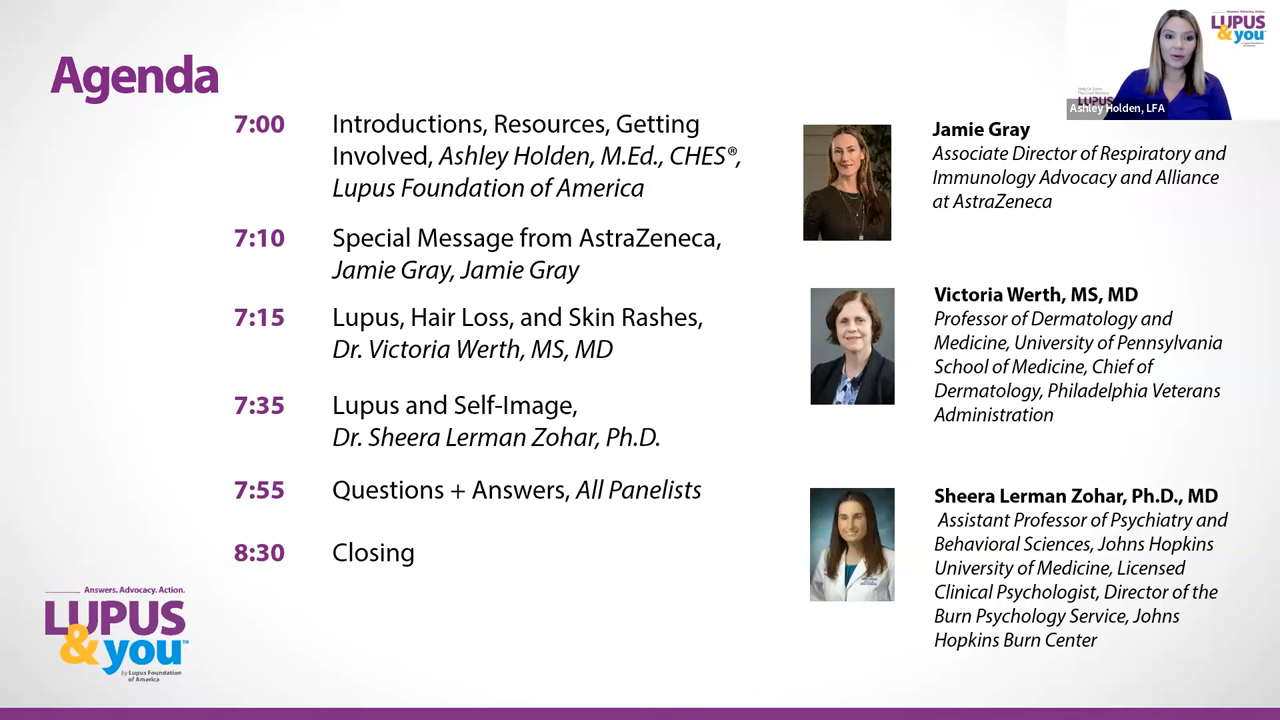 Agenda
7:00
Introductions, Resources, Getting
Involved, Ashley Holden, M.Ed., CHES®,
Lupus Foundation of America
7:10
Special Message from AstraZeneca,
Jamie Gray, Jamie Gray
7:15
Lupus, Hair Loss, and Skin Rashes,
Dr. Victoria Werth, MS, MD
7:35
Lupus and Self-Image,
Dr. Sheera Lerman Zohar, Ph.D.
7:55
Questions + Answers, All Panelists
8:30
Closing
Answers. Advocacy. Action.
LUPUS
&you™
by Lupus Foundation
of America
Answers. Advocacy. Action.
LUPUS
&you
LUPUS
Ashley Holden, LFA
Jamie Gray
Associate Director of Respiratory and
Immunology Advocacy and Alliance
at AstraZeneca
Victoria Werth, MS, MD
Professor of Dermatology and
Medicine, University of Pennsylvania
School of Medicine, Chief of
Dermatology, Philadelphia Veterans
Administration
Sheera Lerman Zohar, Ph.D., MD
Assistant Professor of Psychiatry and
Behavioral Sciences, Johns Hopkins
University of Medicine, Licensed
Clinical Psychologist, Director of the
Burn Psychology Service, Johns
Hopkins Burn Center